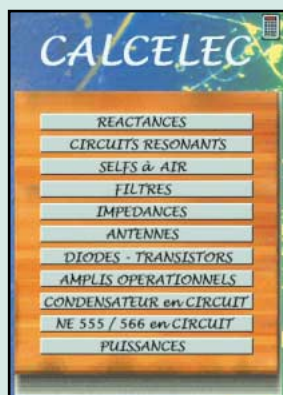 CALCELEC
REACTANCES
CIRCUITS RESONANTS
SELFS à AIR
FILTRES
IMPEDANCES
ANTENNES
DIODES - TRANSISTORS
AMPLIS OPERATIONNELS
CONDENSATEUR en CIRCUIT
NE 555 / 566 en CIRCUIT
PUISSANCES